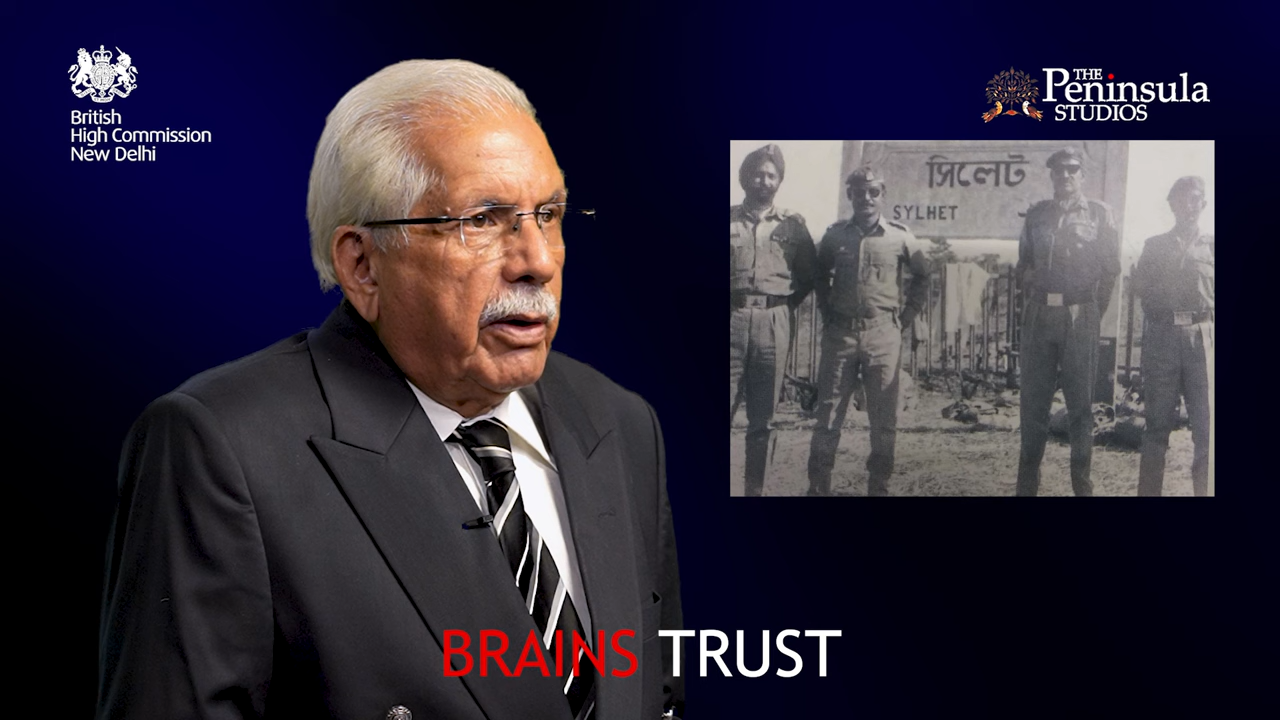 British
High Commission
New Delhi
THE
Peninsula
STUDIOS
সিলেট
SYLHET
BRAINS TRUST